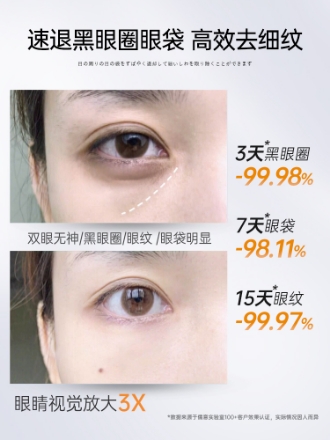 速退黑眼圈眼袋 高效去细纹
3天*黑眼圈
-99.98%
双眼无神/黑眼圈/眼纹 /眼袋明显
7天*眼袋
-98.11%
15天*眼纹
-99.97%
眼睛视觉放大3X